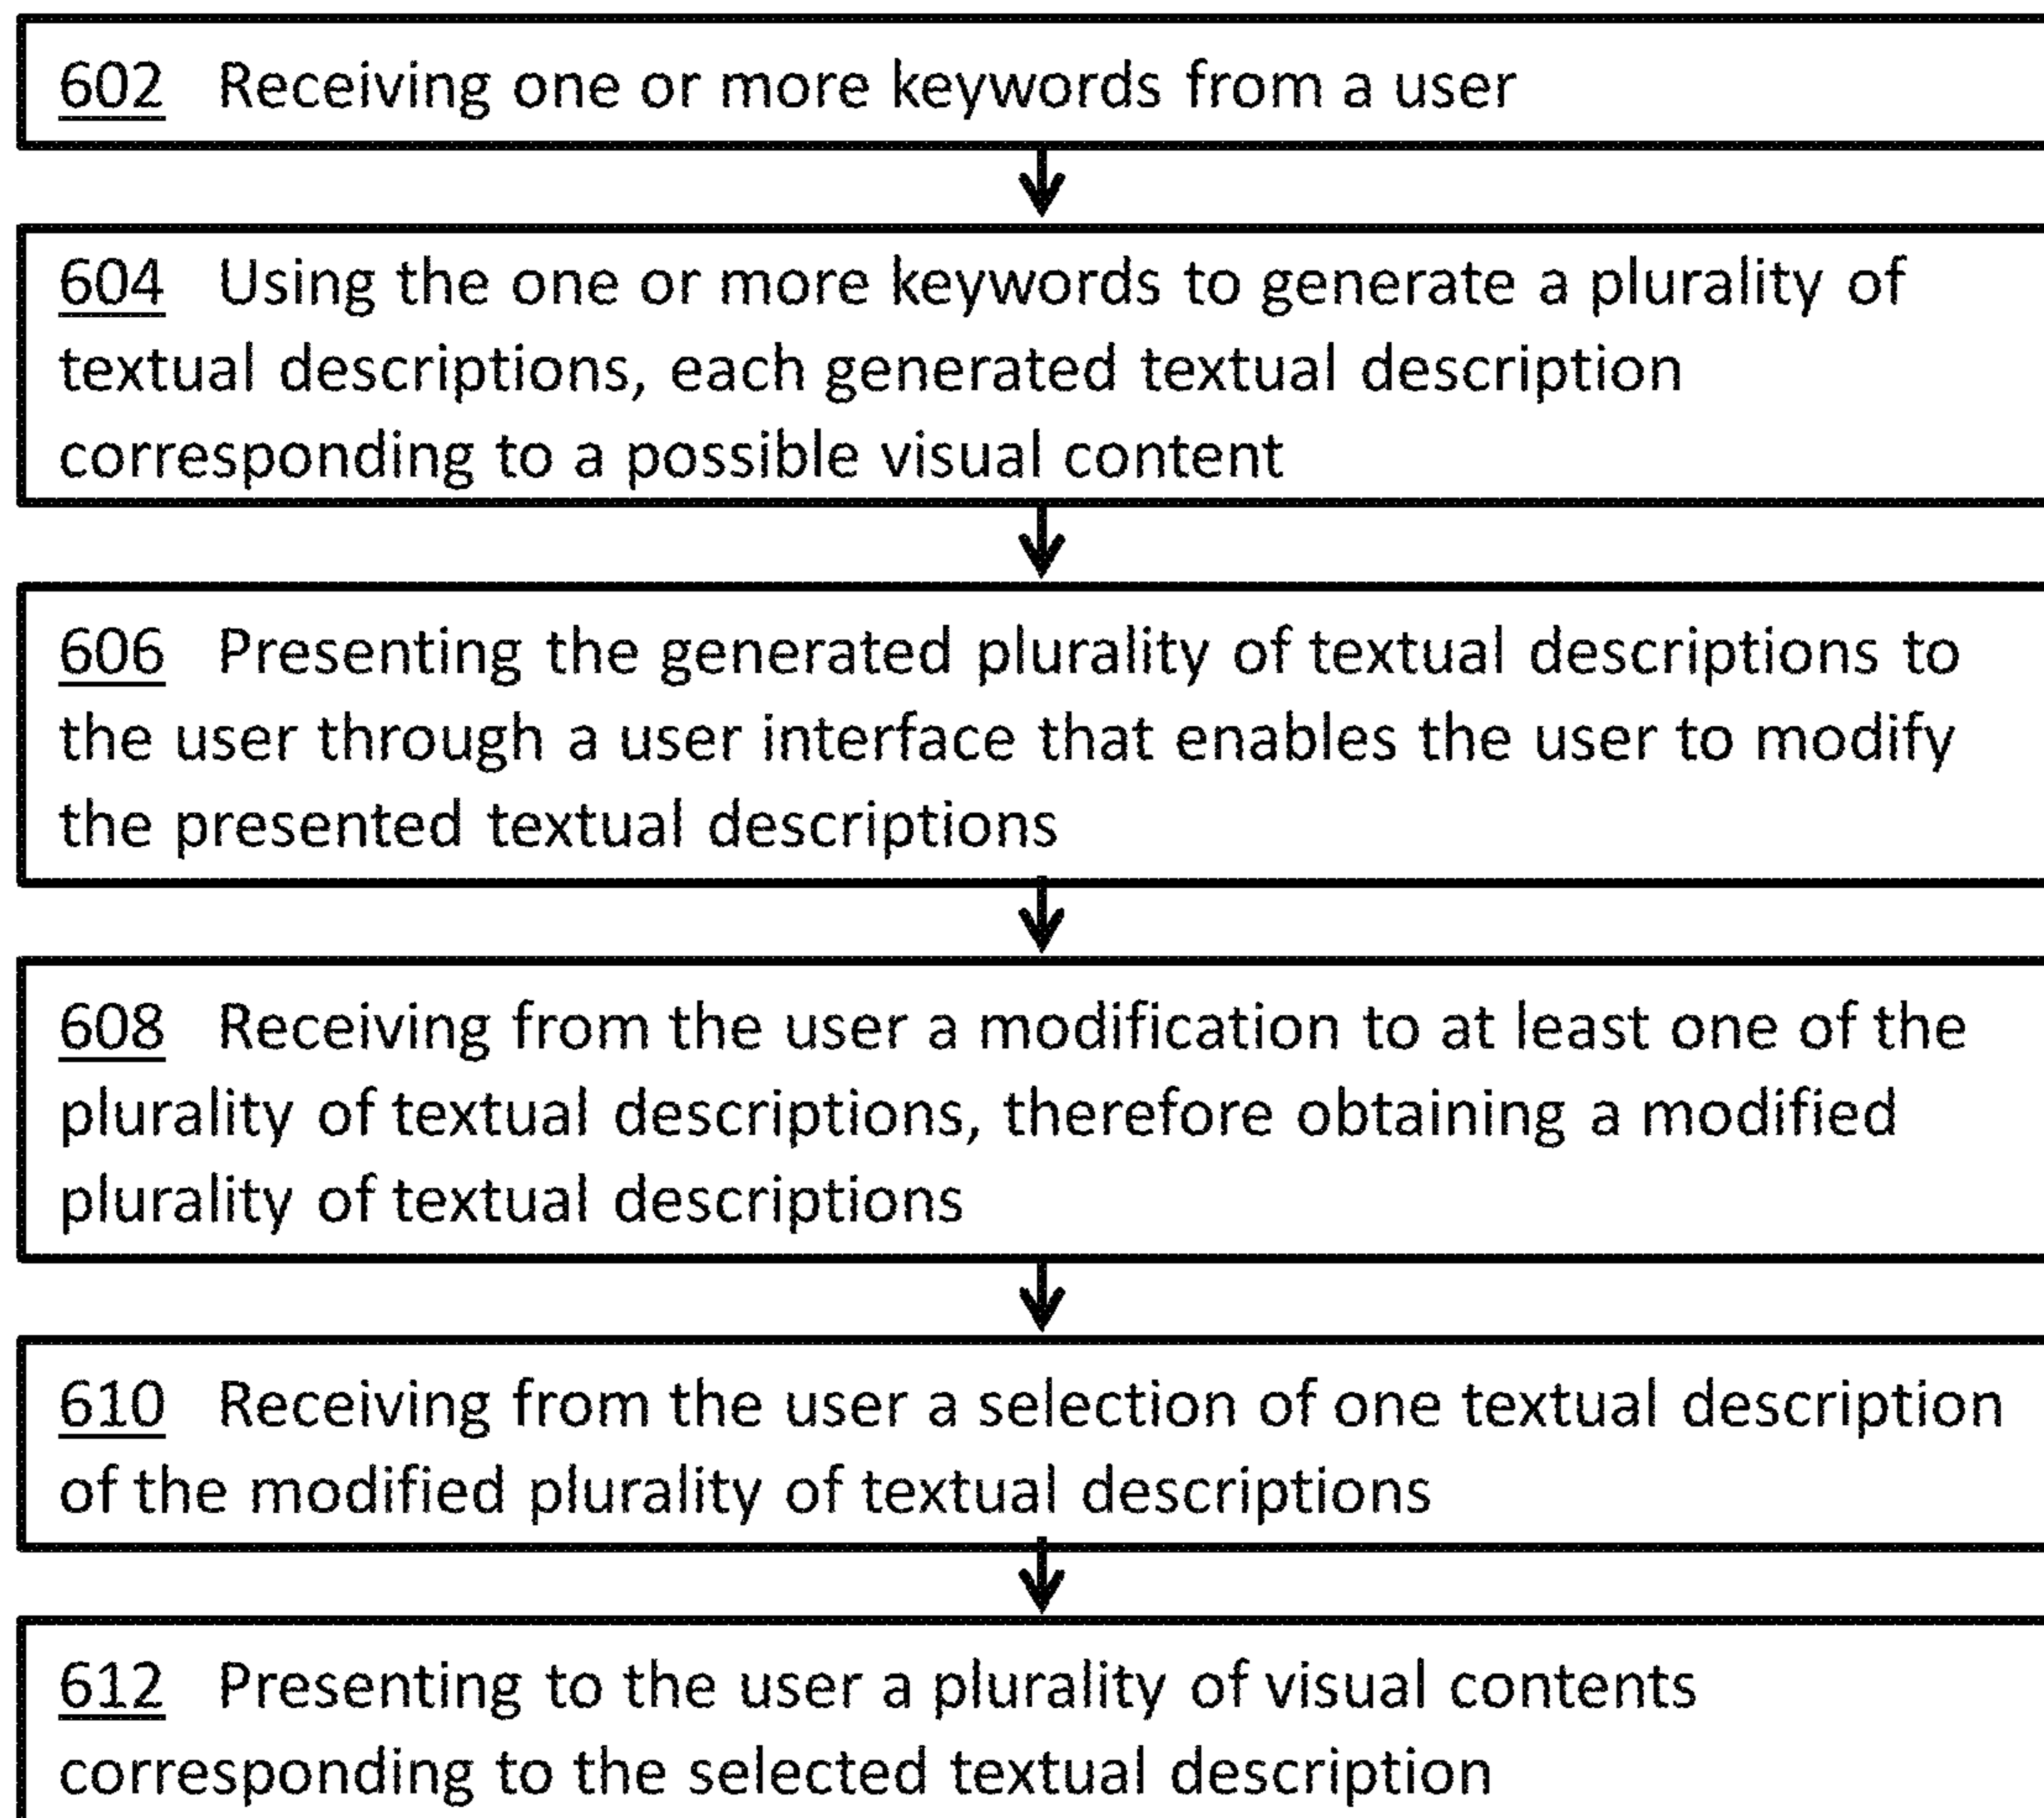 602 Receiving one or more keywords from a user
604 Using the one or more keywords to generate a plurality of
textual descriptions, each generated textual description
corresponding to a possible visual content
606 Presenting the generated plurality of textual descriptions to
the user through a user interface that enables the user to modify
the presented textual descriptions
608 Receiving from the user a modification to at least one of the
plurality of textual descriptions, therefore obtaining a modified
plurality of textual descriptions
610 Receiving from the user a selection of one textual description
of the modified plurality of textual descriptions
612 Presenting to the user a plurality of visual contents
corresponding to the selected textual description